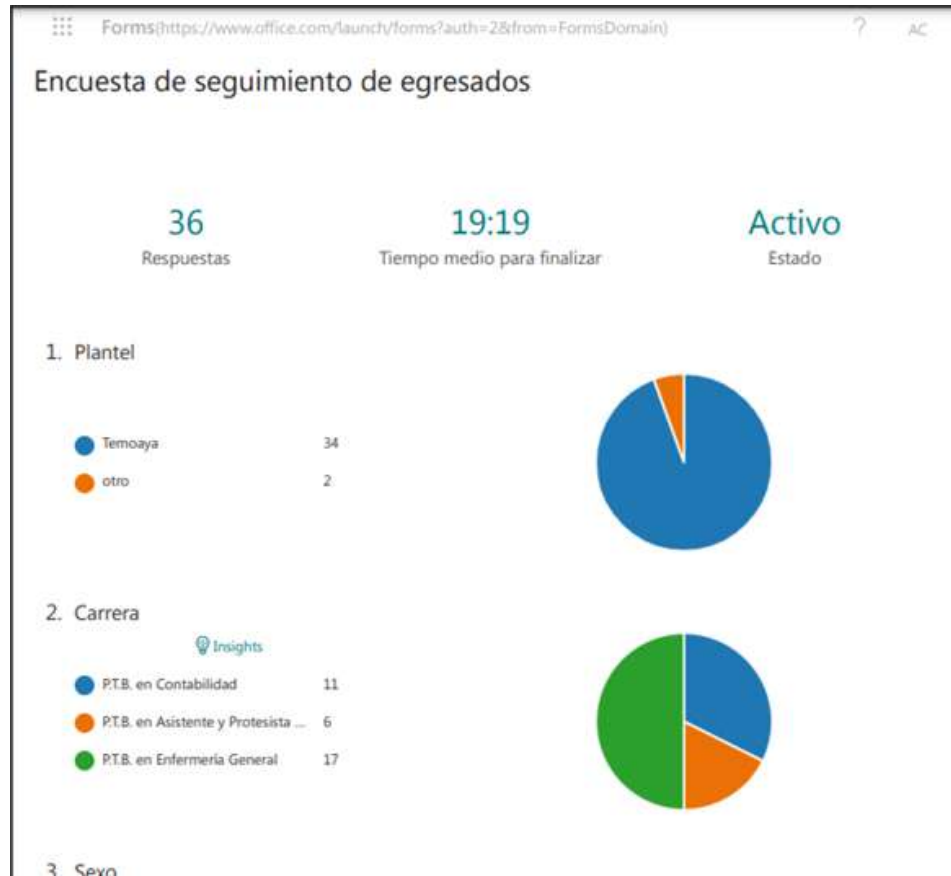 Forms(https://www.office.com/launch/forms?auth=2&from=FormsDomain) ? AC
Encuesta de seguimiento de egresados
36 19:19 Activo
Respuestas Tiempo medio para finalizar Estado
1. Plantel
Temoaya 34
otro 2
2. Carrera
Insights
P.T.B. en Contabilidad 11
P.T.B. en Asistente y Protesista ... 6
P.T.B. en Enfermería General 17
3. Sexo